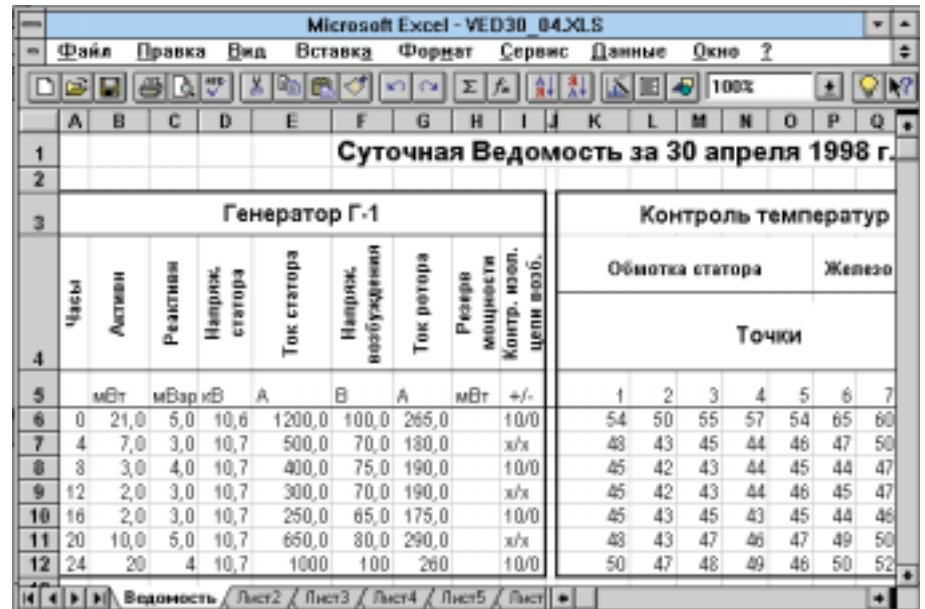 Microsoft Excel - VED30_04.XLS
Файл Правка Вид Вставка Формат Сервис Данные Окно ?
100%
A B C D E F G H I J K L M N O P Q
1 Суточная Ведомость за 30 апреля 1998 г.
2
3 Генератор Г-1 Контроль температур
Обмотка статора Железо
4 Часы Активн Реактивн Напряж. статора Ток статора Напряж. возбуждения Ток ротора Резерв мощности Контр. изол. цепи возб. Точки
5 мВт мВар кВ А В А мВт +/- 1 2 3 4 5 6 7
6 0 21,0 5,0 10,6 1200,0 100,0 265,0 10/0 54 50 55 57 54 65 60
7 4 7,0 3,0 10,7 500,0 70,0 180,0 x/x 48 43 45 44 46 47 50
8 8 3,0 4,0 10,7 400,0 75,0 190,0 10/0 45 42 43 44 45 44 47
9 12 2,0 3,0 10,7 300,0 70,0 190,0 x/x 45 42 43 44 46 45 47
10 16 2,0 3,0 10,7 250,0 65,0 175,0 10/0 45 43 45 43 45 44 46
11 20 10,0 5,0 10,7 650,0 80,0 290,0 x/x 48 43 47 46 47 49 50
12 24 20 4 10,7 1000 100 260 10/0 50 47 48 49 46 50 52
Ведомость Лист2 Лист3 Лист4 Лист5 Лист